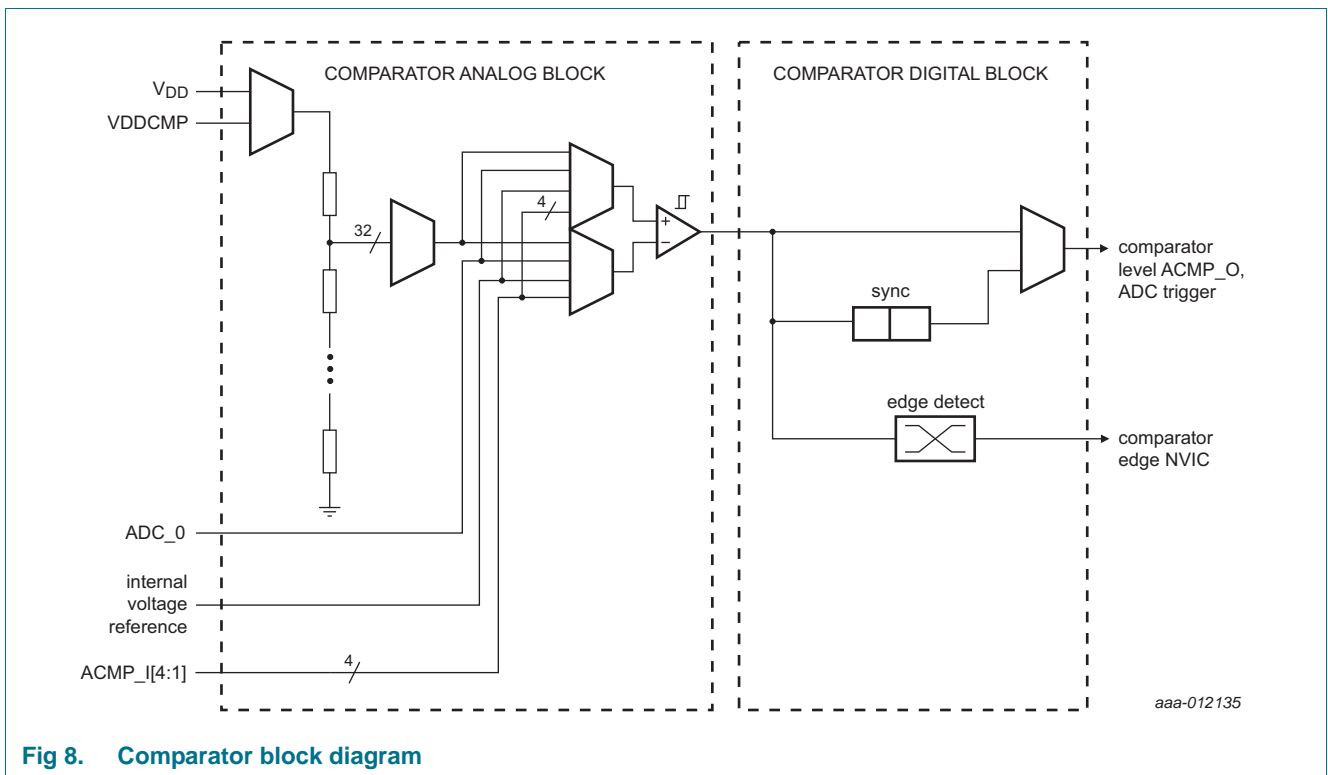 COMPARATOR ANALOG BLOCK
COMPARATOR DIGITAL BLOCK
VDD
VDDCMP
32
4
+
−
sync
edge detect
comparator
level ACMP_O,
ADC trigger
comparator
edge NVIC
ADC_0
internal
voltage
reference
4
ACMP_I[4:1]
aaa-012135
Fig 8. Comparator block diagram